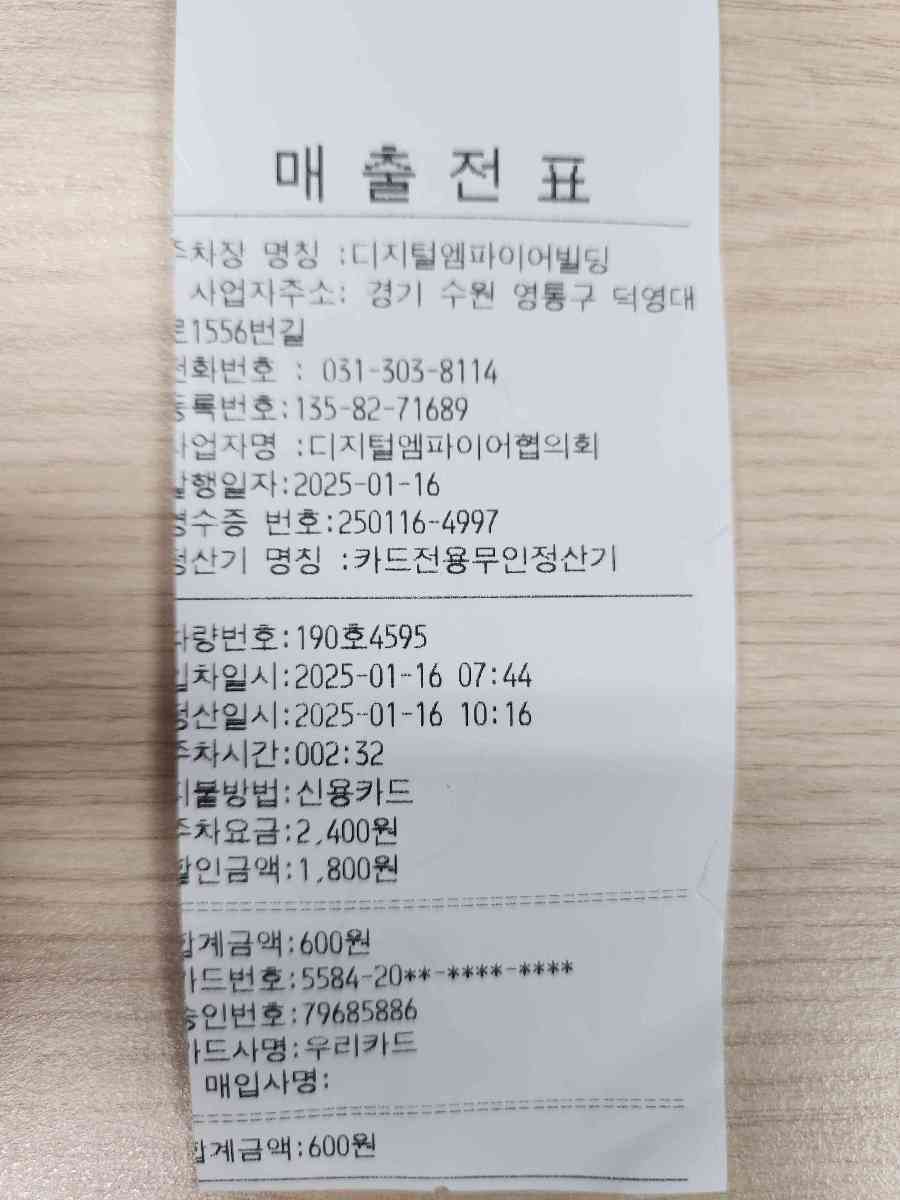 매 출 전 표
주차장 명칭 :디지털엠파이어빌딩
사업자주소: 경기 수원 영통구 덕영대
로1556번길
전화번호 : 031-303-8114
등록번호:135-82-71689
사업자명 :디지털엠파이어협의회
발행일자:2025-01-16
영수증 번호:250116-4997
정산기 명칭 :카드전용무인정산기
차량번호:190호4595
입차일시:2025-01-16 07:44
정산일시:2025-01-16 10:16
주차시간:002:32
지불방법:신용카드
주차요금:2,400원
할인금액:1,800원
합계금액:600원
카드번호:5584-20**-****-****
승인번호:79685886
카드사명:우리카드
매입사명:
합계금액:600원